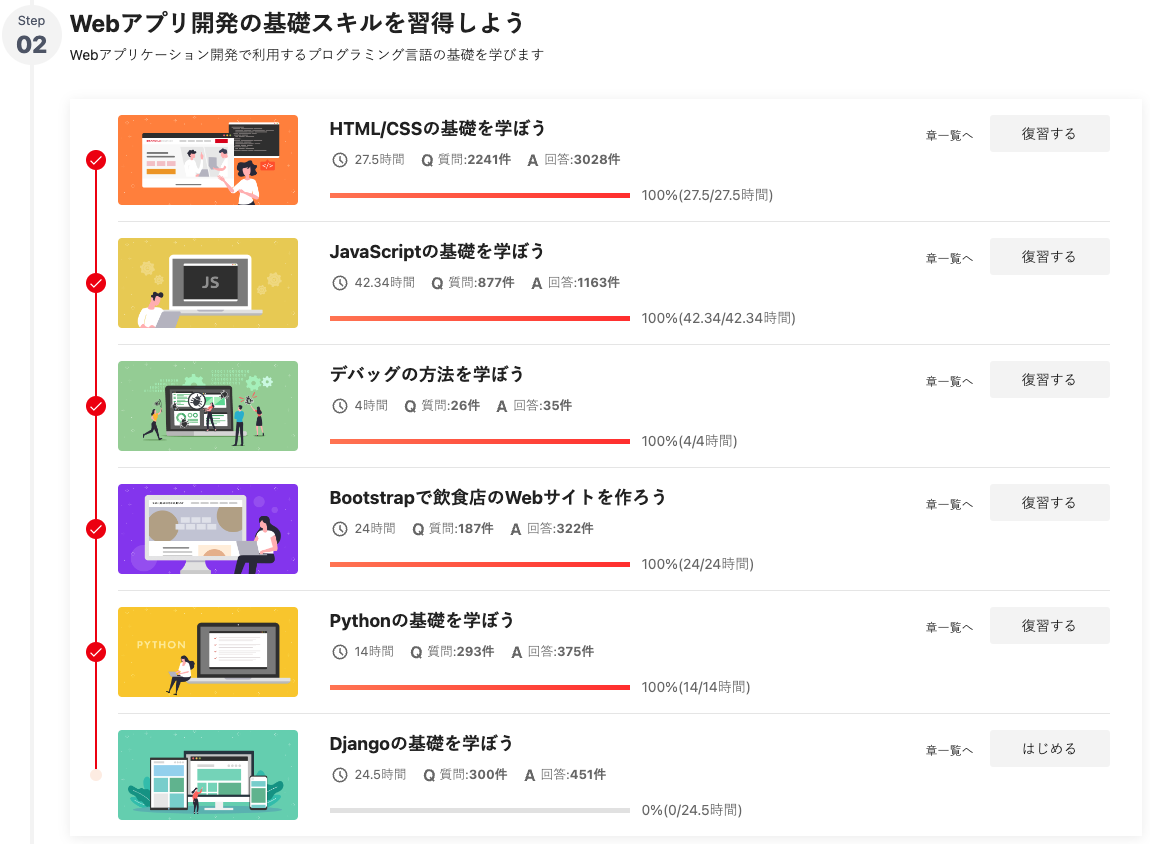 Step
02
Webアプリ開発の基礎スキルを習得しよう
Webアプリケーション開発で利用するプログラミング言語の基礎を学びます
HTML/CSSの基礎を学ぼう
27.5時間 Q 質問:2241件 A 回答:3028件
100%(27.5/27.5時間)
章一覧へ
復習する
JS
JavaScriptの基礎を学ぼう
42.34時間 Q 質問:877件 A 回答:1163件
100%(42.34/42.34時間)
章一覧へ
復習する
デバッグの方法を学ぼう
4時間 Q 質問:26件 A 回答:35件
100%(4/4時間)
章一覧へ
復習する
Bootstrapで飲食店のWebサイトを作ろう
24時間 Q 質問:187件 A 回答:322件
100%(24/24時間)
章一覧へ
復習する
PYTHON
Pythonの基礎を学ぼう
14時間 Q 質問:293件 A 回答:375件
100%(14/14時間)
章一覧へ
復習する
Djangoの基礎を学ぼう
24.5時間 Q 質問:300件 A 回答:451件
0%(0/24.5時間)
章一覧へ
はじめる